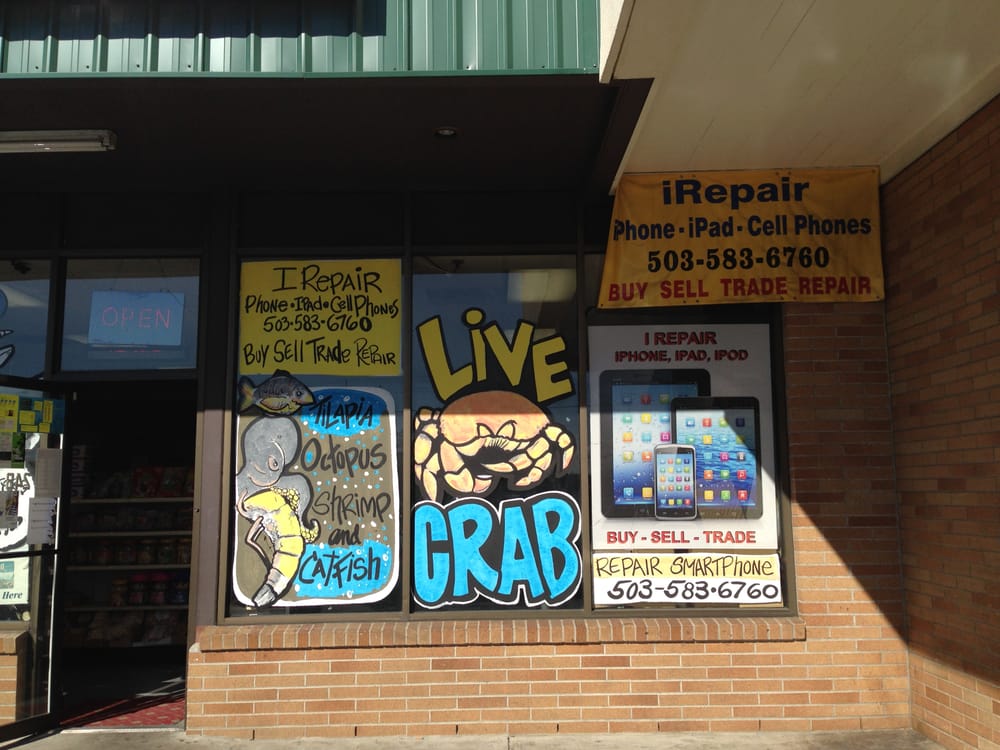 OPEN
I REPAIR
PHONE • IPAD • CELL PHONES
503-583-6760
BUY SELL TRADE REPAIR
TILAPIA
OCTOPUS
SHRIMP
and
CATFISH
LIVE
CRAB
iRepair
Phone • iPad • Cell Phones
503-583-6760
BUY SELL TRADE REPAIR
I REPAIR
IPHONE, IPAD, IPOD
BUY - SELL - TRADE
REPAIR SMARTPHONE
503-583•6760
Here